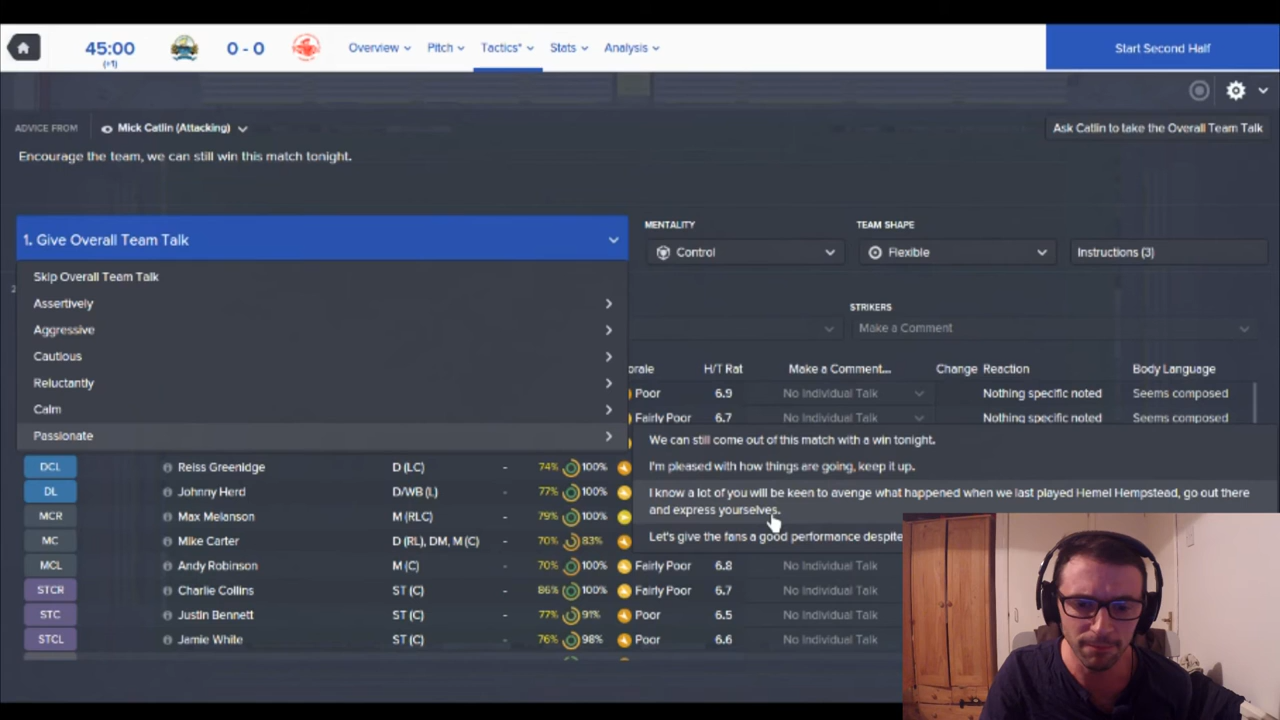 45:00
(+1)
0 - 0
Overview
Pitch
Tactics*
Stats
Analysis
Start Second Half
ADVICE FROM
Mick Catlin (Attacking)
Ask Catlin to take the Overall Team Talk
Encourage the team, we can still win this match tonight.
1. Give Overall Team Talk
MENTALITY
Control
TEAM SHAPE
Flexible
Instructions (3)
Skip Overall Team Talk
Assertively
Aggressive
Cautious
Reluctantly
Calm
Passionate
STRIKERS
Make a Comment
orale H/T Rat Make a Comment... Change Reaction Body Language
Poor 6.9 No Individual Talk Nothing specific noted Seems composed
Fairly Poor 6.7 No Individual Talk Nothing specific noted Seems composed
We can still come out of this match with a win tonight.
I'm pleased with how things are going, keep it up.
I know a lot of you will be keen to avenge what happened when we last played Hemel Hempstead, go out there
and express yourselves.
Let's give the fans a good performance despite
DCL Reiss Greenidge D (LC) - 74% 100%
DL Johnny Herd D/WB (L) - 77% 100%
MCR Max Melanson M (RLC) - 79% 100%
MC Mike Carter D (RL), DM, M (C) - 70% 83%
MCL Andy Robinson M (C) - 70% 100% Fairly Poor 6.8 No Individual Talk
STCR Charlie Collins ST (C) - 86% 100% Fairly Poor 6.7 No Individual Talk
STC Justin Bennett ST (C) - 77% 91% Poor 6.5 No Individual Talk
STCL Jamie White ST (C) - 76% 98% Poor 6.6 No Individual Talk